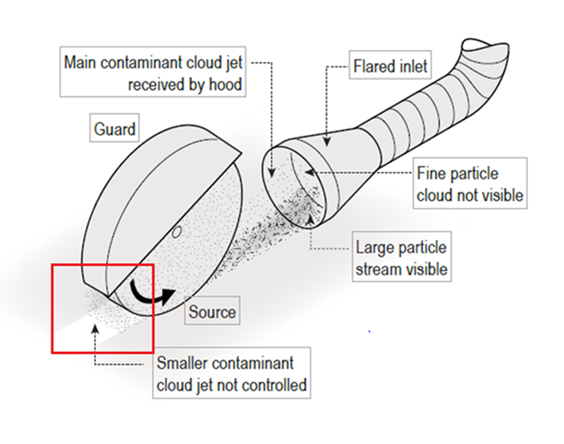 Main contaminant cloud jet
received by hood
Flared inlet
Guard
Fine particle
cloud not visible
Large particle
stream visible
Source
Smaller contaminant
cloud jet not controlled